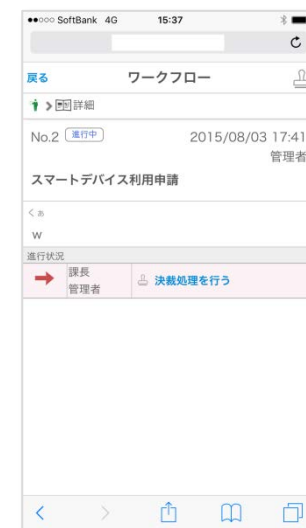 ●●○○○ SoftBank 4G 15:37
戻る ワークフロー
詳細
No.2 進行中 2015/08/03 17:41
管理者
スマートデバイス利用申請
< あ
w
進行状況
課長
管理者
決裁処理を行う